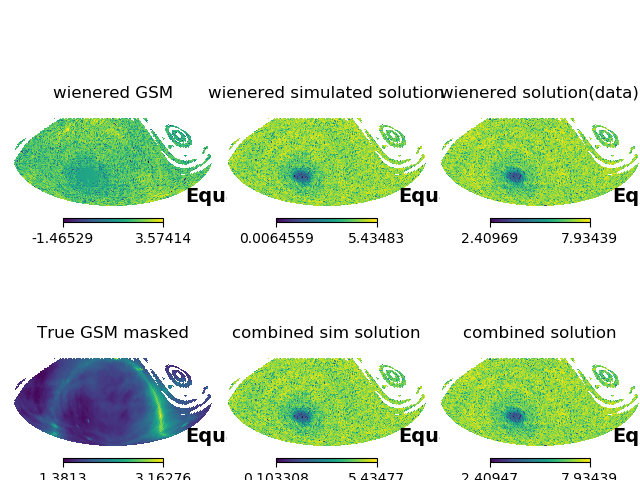 wienered GSM
wienered simulated solution
wienered solution(data)
Equ
Equ
Eq
-1.46529 3.57414
0.0064559 5.43483
2.40969 7.93439
True GSM masked
combined sim solution
combined solution
Equ
Equ
Eq
1.3813 3.16276
0.103308 5.43477
2.40947 7.93439